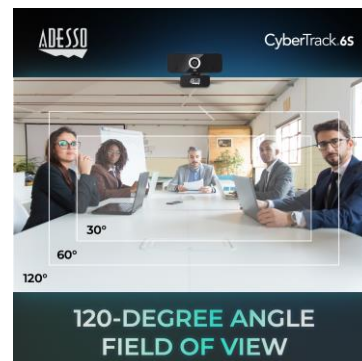 ADESSO
CyberTrack.6S
30°
60°
120°
120-DEGREE ANGLE
FIELD OF VIEW